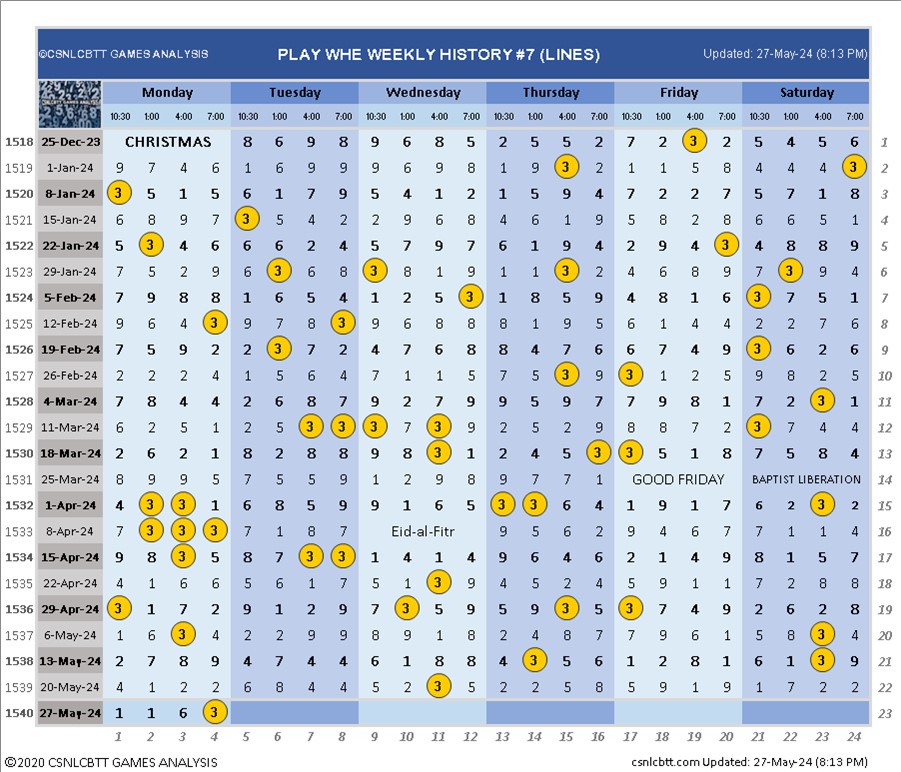 ©CSNLCBTT GAMES ANALYSIS PLAY WHE WEEKLY HISTORY #7 (LINES) Updated: 27-May-24 (8:13 PM)
Monday Tuesday Wednesday Thursday Friday Saturday
10:30 1:00 4:00 7:00 10:30 1:00 4:00 7:00 10:30 1:00 4:00 7:00 10:30 1:00 4:00 7:00 10:30 1:00 4:00 7:00 10:30 1:00 4:00 7:00
1518 25-Dec-23 CHRISTMAS 8 6 9 8 9 6 8 5 2 5 5 2 7 2 3 2 5 4 5 6 1
1519 1-Jan-24 9 7 4 6 1 6 9 9 9 6 9 8 1 9 3 2 1 1 5 8 4 4 4 3 2
1520 8-Jan-24 3 5 1 5 6 1 7 9 5 4 1 2 1 5 9 4 7 2 2 7 5 7 1 8 3
1521 15-Jan-24 6 8 9 7 3 5 4 2 2 9 6 8 4 6 1 9 5 8 2 8 6 6 5 1 4
1522 22-Jan-24 5 3 4 6 6 6 2 4 5 7 9 7 6 1 9 4 2 9 4 3 4 8 8 9 5
1523 29-Jan-24 7 5 2 9 6 3 6 8 3 8 1 9 1 1 3 2 4 6 8 9 7 3 9 4 6
1524 5-Feb-24 7 9 8 8 1 6 5 4 1 2 5 3 1 8 5 9 4 8 1 6 3 7 5 1 7
1525 12-Feb-24 9 6 4 3 9 7 8 3 9 6 8 8 8 1 9 5 6 1 4 4 2 2 7 6 8
1526 19-Feb-24 7 5 9 2 2 3 7 2 4 7 6 8 8 4 7 6 6 7 4 9 3 6 2 6 9
1527 26-Feb-24 2 2 2 4 1 5 6 4 7 1 1 5 7 5 3 9 3 1 2 5 9 8 2 5 10
1528 4-Mar-24 7 8 4 4 2 6 8 7 9 2 7 9 9 5 9 7 7 9 8 1 7 2 3 1 11
1529 11-Mar-24 6 2 5 1 2 5 3 3 3 7 3 9 2 5 2 9 8 8 7 2 3 7 4 4 12
1530 18-Mar-24 2 6 2 1 8 2 8 8 9 8 3 1 2 4 5 3 3 5 1 8 7 5 8 4 13
1531 25-Mar-24 8 9 9 5 7 5 5 9 1 2 9 8 9 7 7 1 GOOD FRIDAY BAPTIST LIBERATION 14
1532 1-Apr-24 4 3 3 1 6 8 5 9 9 1 6 5 3 3 6 4 1 9 1 7 6 2 3 2 15
1533 8-Apr-24 7 3 3 3 7 1 8 7 Eid-al-Fitr 9 5 6 2 9 4 6 7 7 1 1 4 16
1534 15-Apr-24 9 8 3 5 8 7 3 3 1 4 1 4 9 6 4 6 2 1 4 9 8 1 5 7 17
1535 22-Apr-24 4 1 6 6 5 6 1 7 5 1 3 9 4 5 2 4 5 9 1 1 7 2 8 8 18
1536 29-Apr-24 3 1 7 2 9 1 2 9 7 3 5 9 5 9 3 5 3 7 4 9 2 6 2 8 19
1537 6-May-24 1 6 3 4 2 2 9 9 8 9 1 8 2 4 8 7 7 9 6 1 5 8 3 4 20
1538 13-May-24 2 7 8 9 4 7 4 4 6 1 8 8 4 3 5 6 1 2 8 1 6 1 3 9 21
1539 20-May-24 4 1 2 2 6 8 4 4 5 2 3 5 2 2 5 8 5 9 1 9 1 7 2 2 22
1540 27-May-24 1 1 6 3 23
1 2 3 4 5 6 7 8 9 10 11 12 13 14 15 16 17 18 19 20 21 22 23 24
©2020 CSNLCBTT GAMES ANALYSIS csnlcbtt.com Updated: 27-May-24 (8:13 PM)